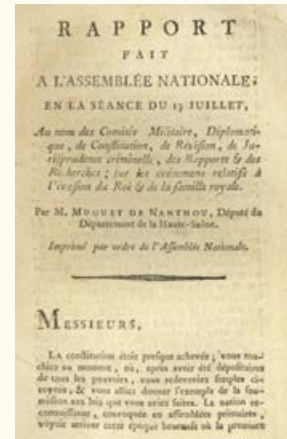 RAPPORT
FAIT
A L'ASSEMBLÉE NATIONALE;
EN LA SÉANCE DU 13 JUILLET,
Au nom des Comités Militaire, Diplomati-
que, de Constitution, de Révision, de Ju-
risprudence criminelle, des Rapports & des
Recherches; sur les événemens relatifs à
l'évasion du Roi & de la famille royale.
Par M. MUGUET DE NANTHOU, Député du
Département de la Haute-Saône.
Imprimé par ordre de l'Assemblée Nationale.
MESSIEURS,
LA constitution étoit presque achevée; vous tou-
chiez au moment, où, après avoir été dépositaires
de tous les pouvoirs, vous redeveniez simples ci-
toyens, & vous alliez donner l'exemple de la sou-
mission aux lois que vous aviez faites. La nation re-
connoissante, convoquée en assemblées primaires,
voyoit arriver cette époque heureuse où la première